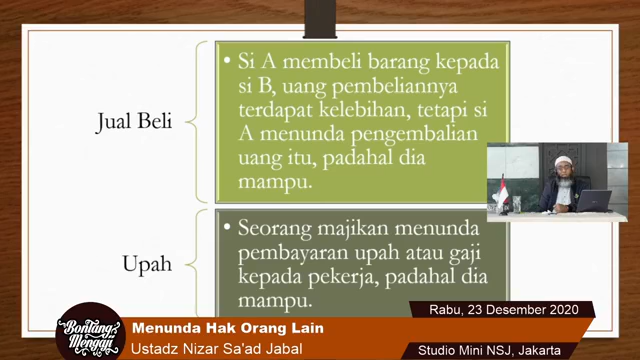 Jual Beli
• Si A membeli barang kepada
si B, uang pembeliannya
terdapat kelebihan, tetapi si
A menunda pengembalian
uang itu, padahal dia
mampu.
Upah
• Seorang majikan menunda
pembayaran upah atau gaji
kepada pekerja, padahal dia
mampu.
Rabu, 23 Desember 2020
Bontang
Mengaji
Menunda Hak Orang Lain
Ustadz Nizar Sa'ad Jabal
Studio Mini NSJ, Jakarta